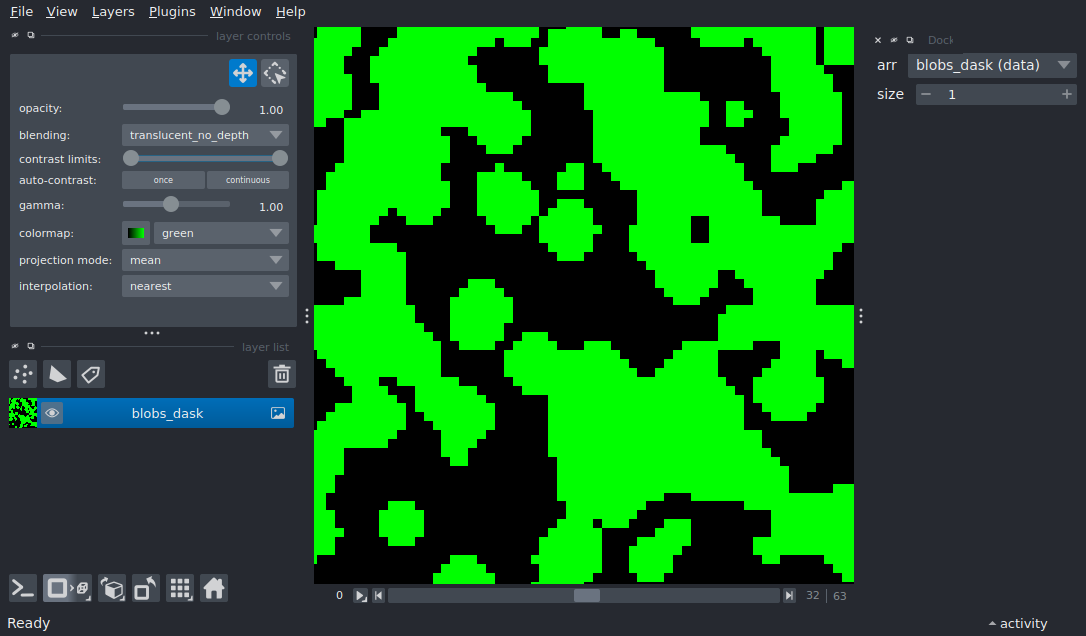 File View Layers Plugins Window Help
layer controls
opacity: 1.00
blending: translucent_no_depth
contrast limits:
auto-contrast: once continuous
gamma: 1.00
colormap: green
projection mode: mean
interpolation: nearest
layer list
blobs_dask
Dock
arr blobs_dask (data)
size − 1 +
0 32 | 63
Ready
activity